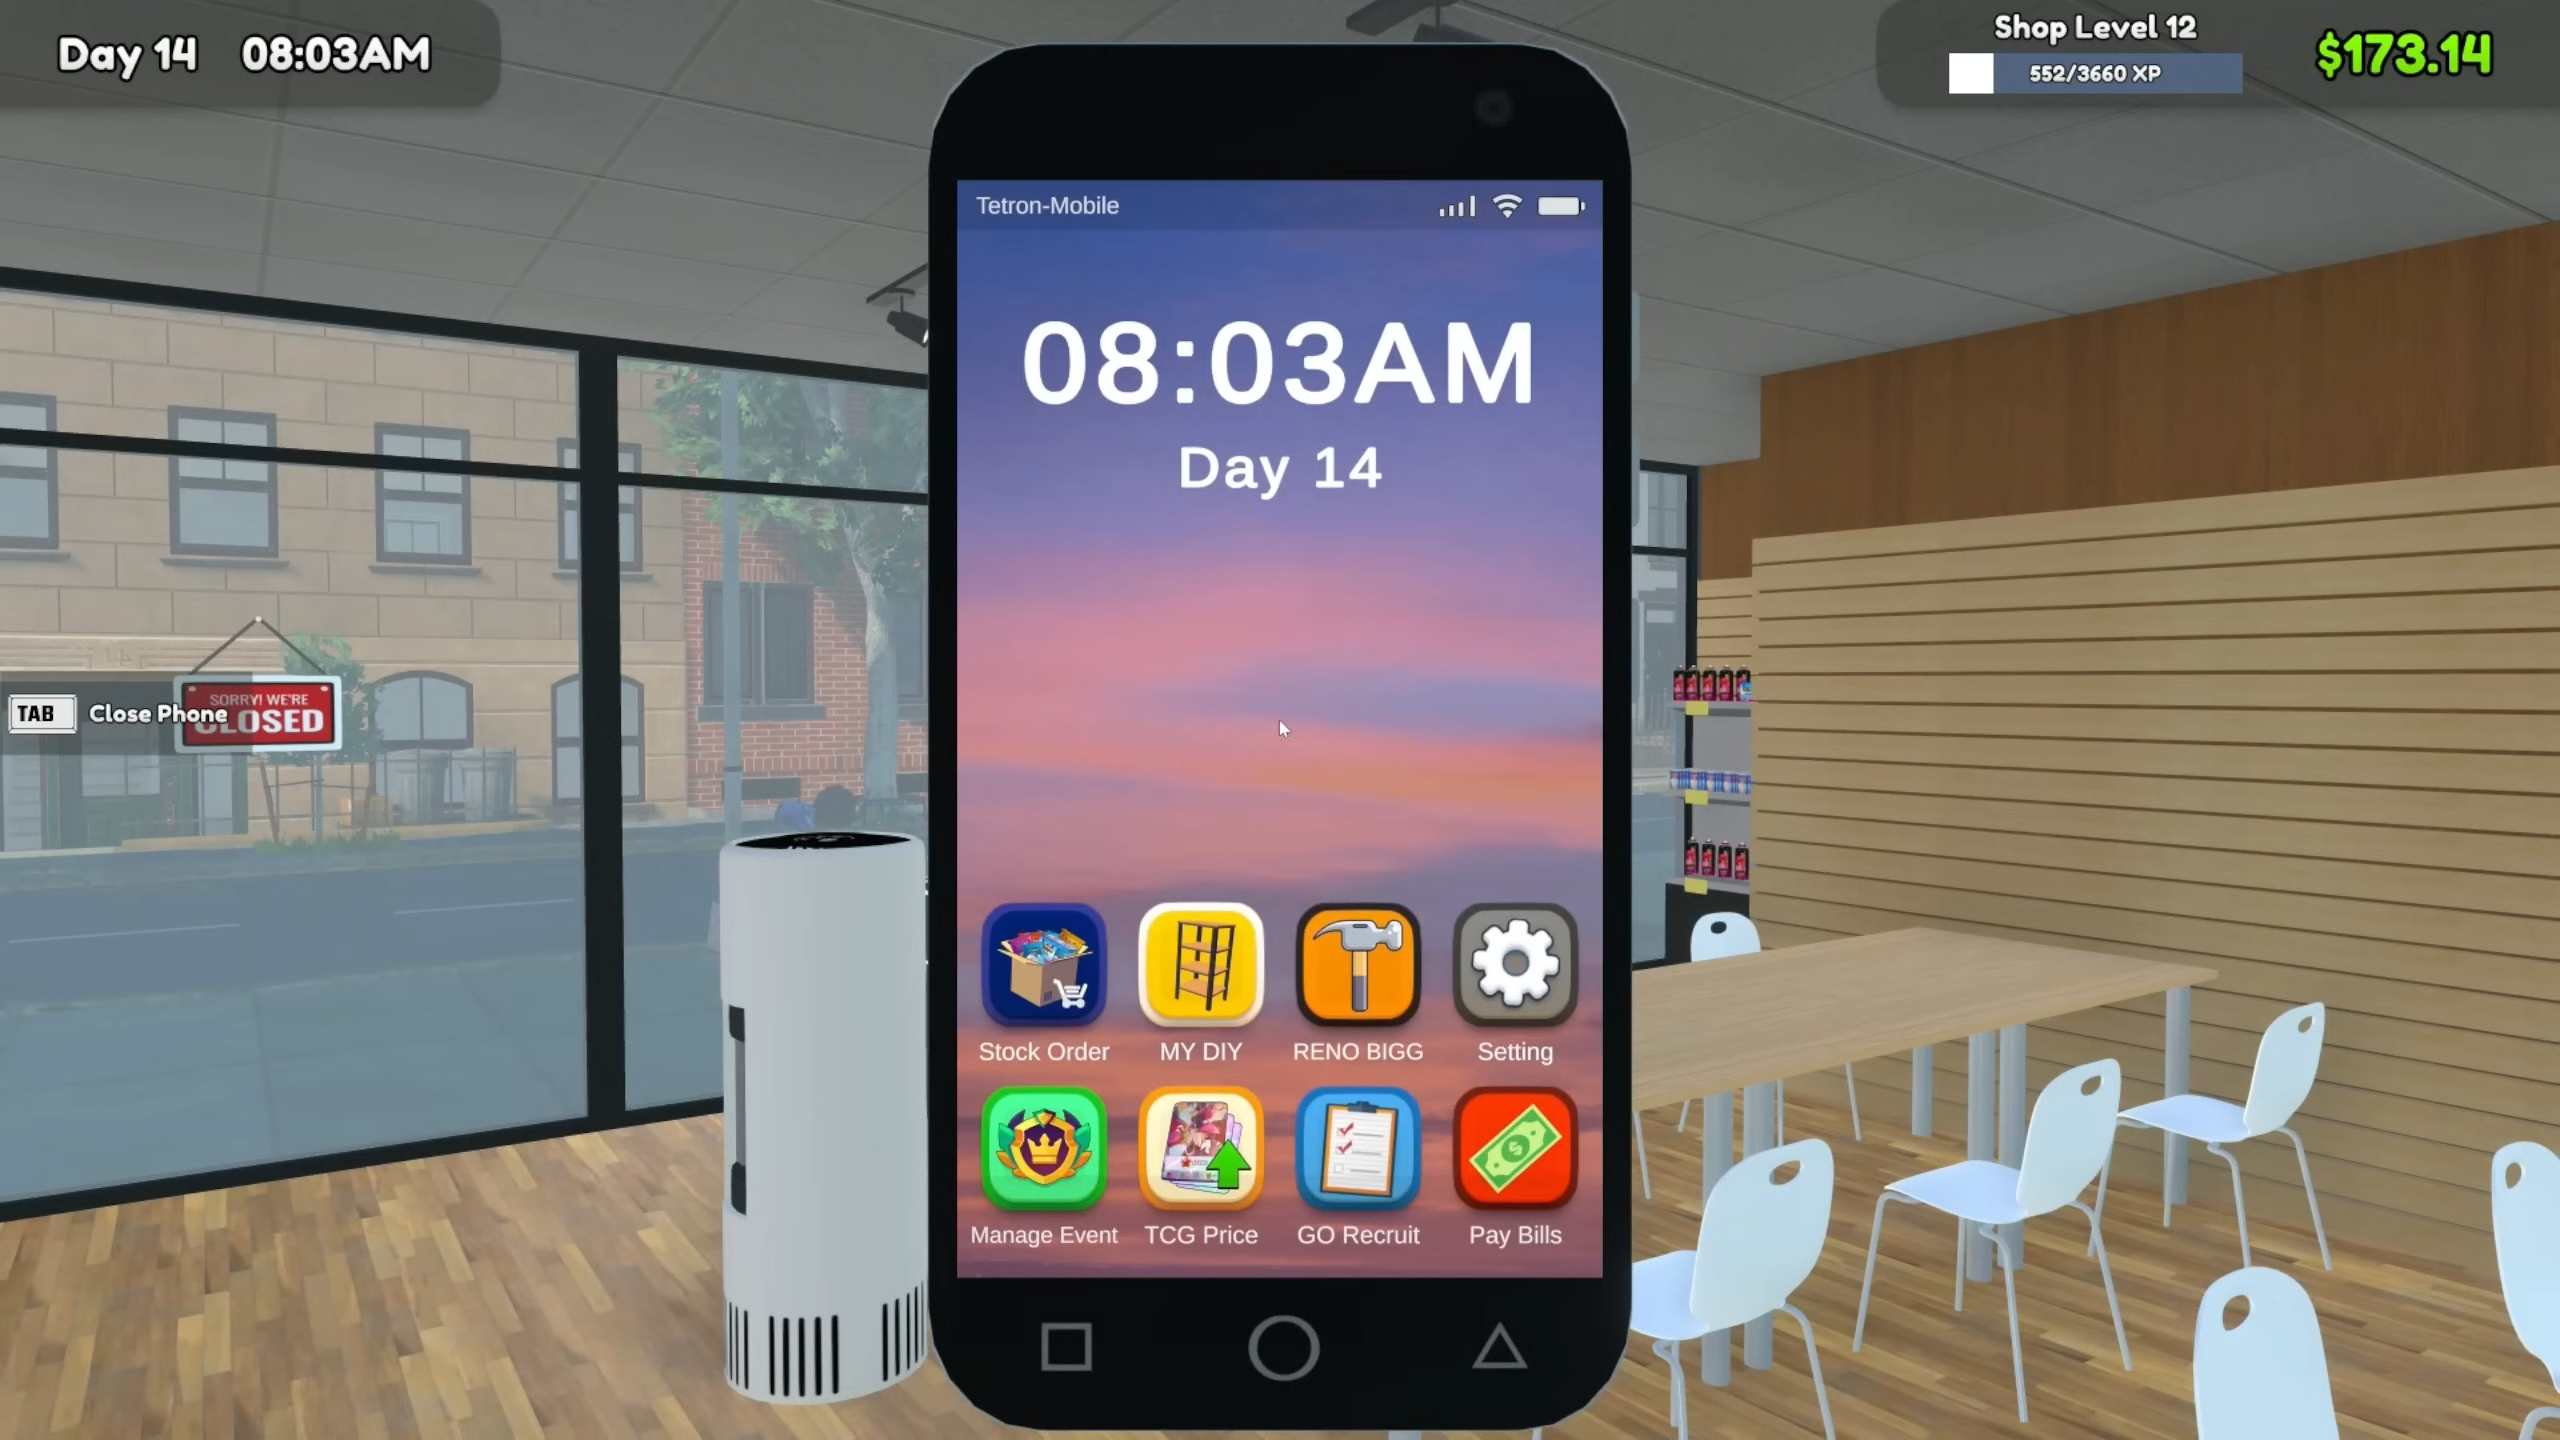 Day 14 08:03AM
Shop Level 12
552/3660 XP
$173.14
Tetron-Mobile
08:03AM
Day 14
SORRY! WE'RE
CLOSED
TAB Close Phone
Stock Order MY DIY RENO BIGG Setting
Manage Event TCG Price GO Recruit Pay Bills